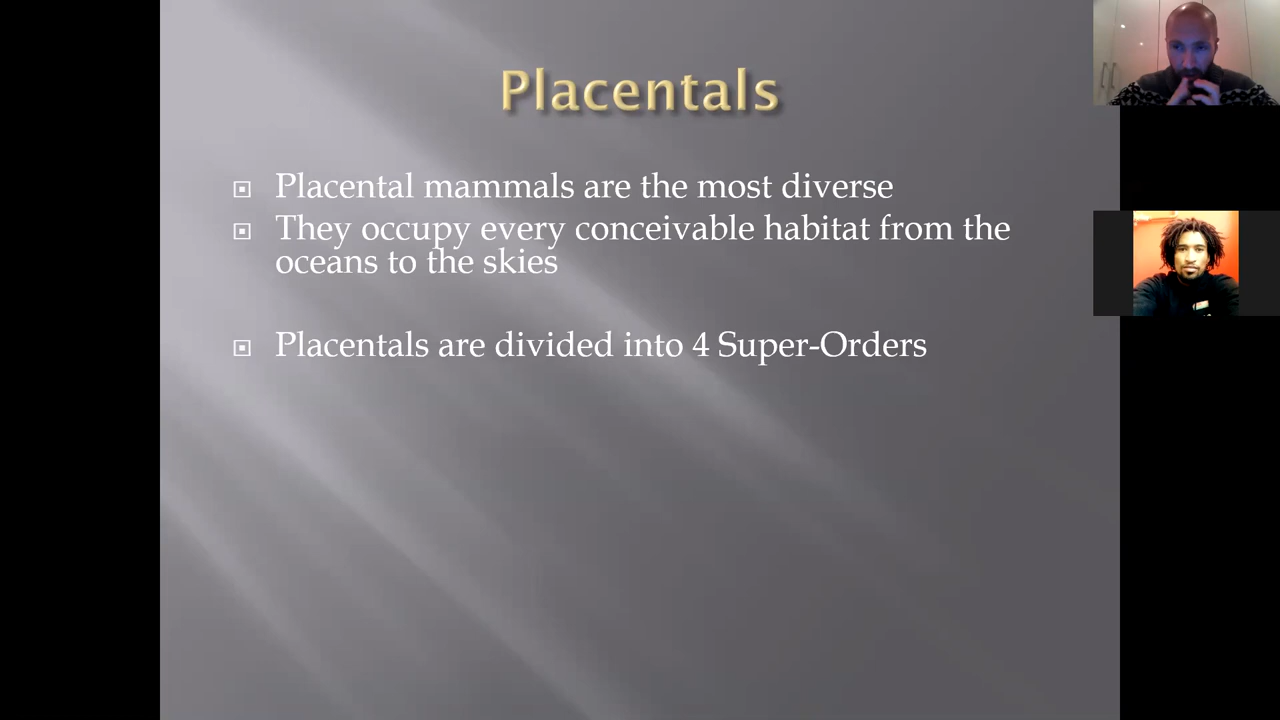 Placentals
Placental mammals are the most diverse
They occupy every conceivable habitat from the
oceans to the skies
Placentals are divided into 4 Super-Orders